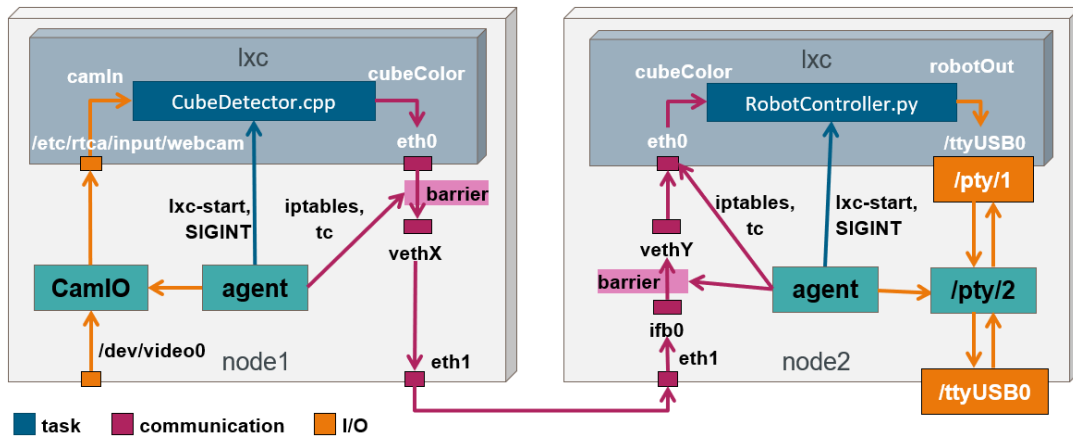 lxc
camIn
cubeColor
CubeDetector.cpp
/etc/rtca/input/webcam
eth0
barrier
lxc-start,
SIGINT
iptables,
tc
vethX
CamIO
agent
/dev/video0
node1
eth1
lxc
cubeColor
robotOut
RobotController.py
eth0
/ttyUSB0
/pty/1
iptables,
tc
lxc-start,
SIGINT
vethY
barrier
agent
/pty/2
ifb0
eth1
node2
/ttyUSB0
task
communication
I/O